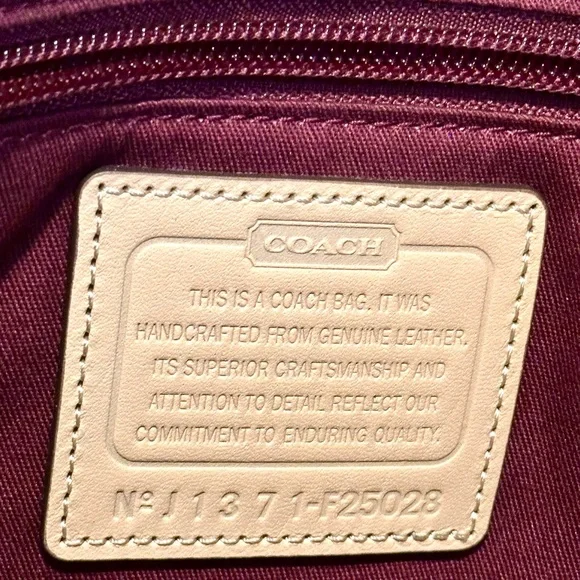 COACH
THIS IS A COACH BAG. IT WAS
HANDCRAFTED FROM GENUINE LEATHER.
ITS SUPERIOR CRAFTSMANSHIP AND
ATTENTION TO DETAIL REFLECT OUR
COMMITMENT TO ENDURING QUALITY.
Nº J1371-F25028